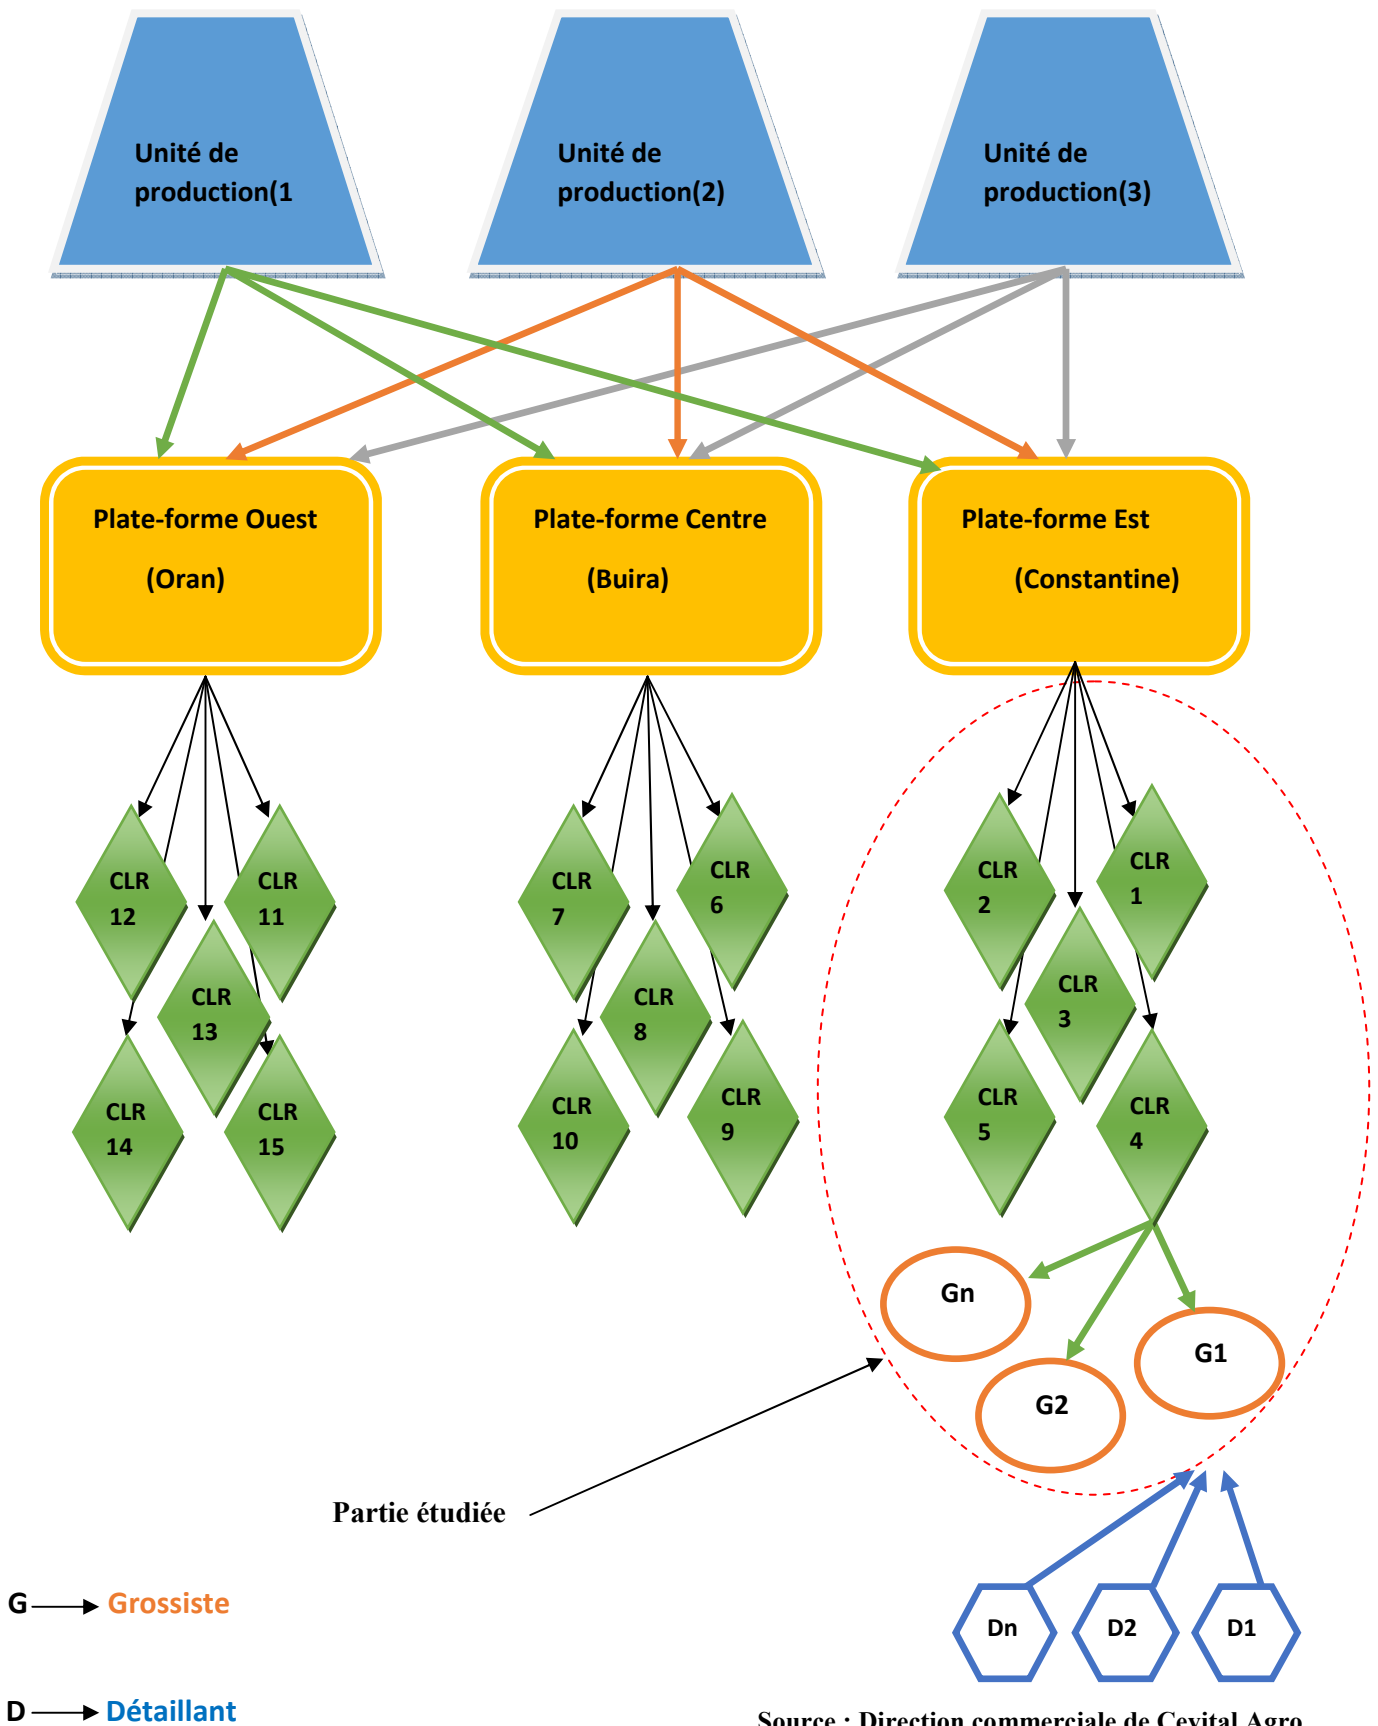 Unité de
production(1
Unité de
production(2)
Unité de
production(3)
Plate-forme Ouest
(Oran)
Plate-forme Centre
(Buira)
Plate-forme Est
(Constantine)
CLR
12
CLR
11
CLR
13
CLR
14
CLR
15
CLR
7
CLR
6
CLR
8
CLR
10
CLR
9
CLR
2
CLR
1
CLR
3
CLR
5
CLR
4
Gn
G1
G2
Partie étudiée
G Grossiste
Dn
D2
D1
D Détaillant
Source : Direction commerciale de Cevital Agro